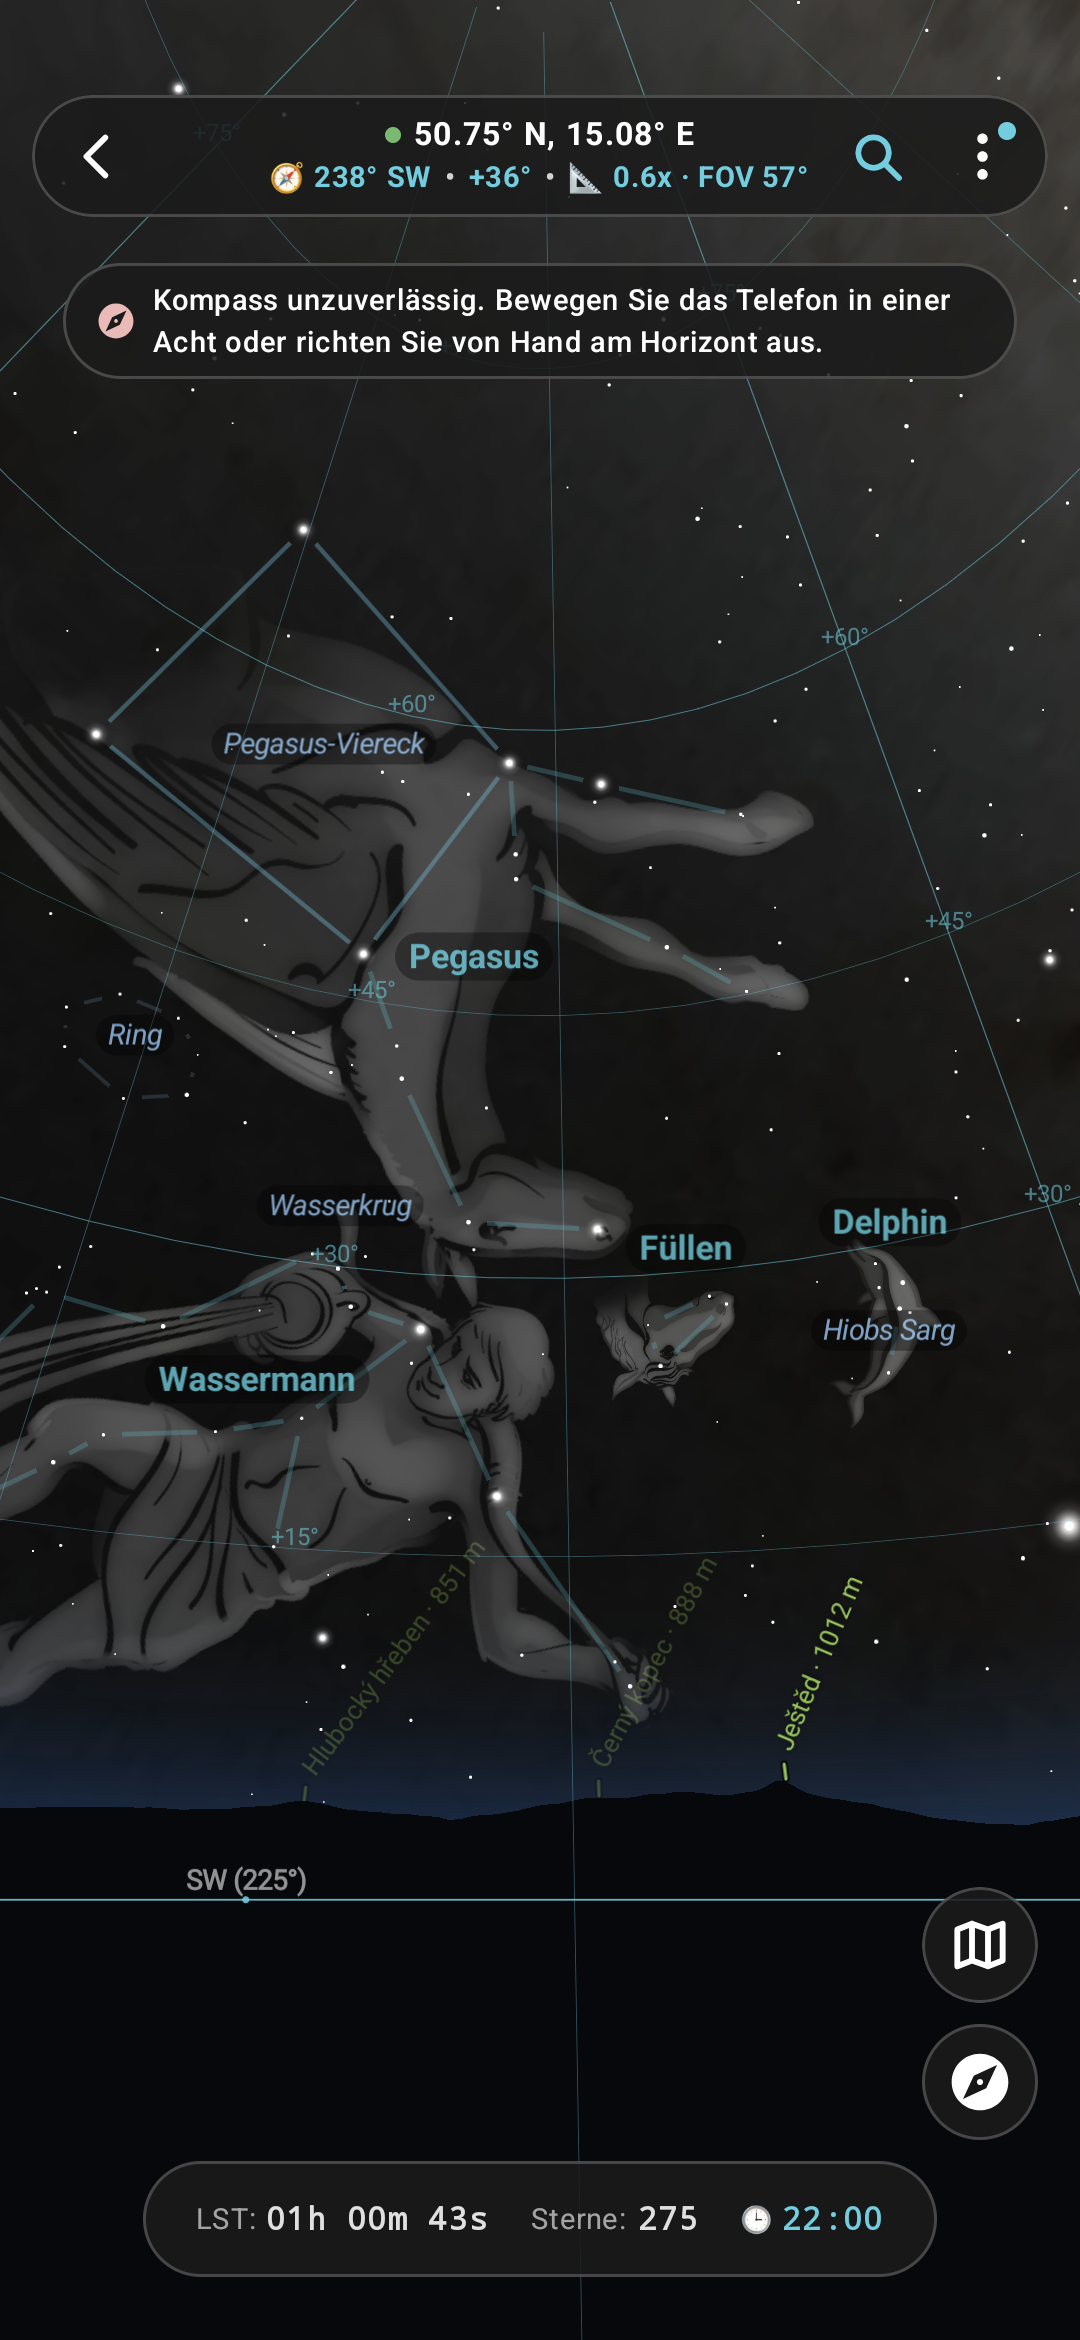 +75°
50.75° N, 15.08° E
238° SW • +36° • 0.6x · FOV 57°
+75°
Kompass unzuverlässig. Bewegen Sie das Telefon in einer
Acht oder richten Sie von Hand am Horizont aus.
+60°
+60°
Pegasus-Viereck
+45°
Pegasus
+45°
Ring
+30°
Wasserkrug
Delphin
Füllen
+30°
Hiobs Sarg
Wassermann
+15°
Hlubocký hřeben · 851 m
Černý kopec · 888 m
Ještěd · 1012 m
SW (225°)
LST: 01h 00m 43s Sterne: 275 22:00